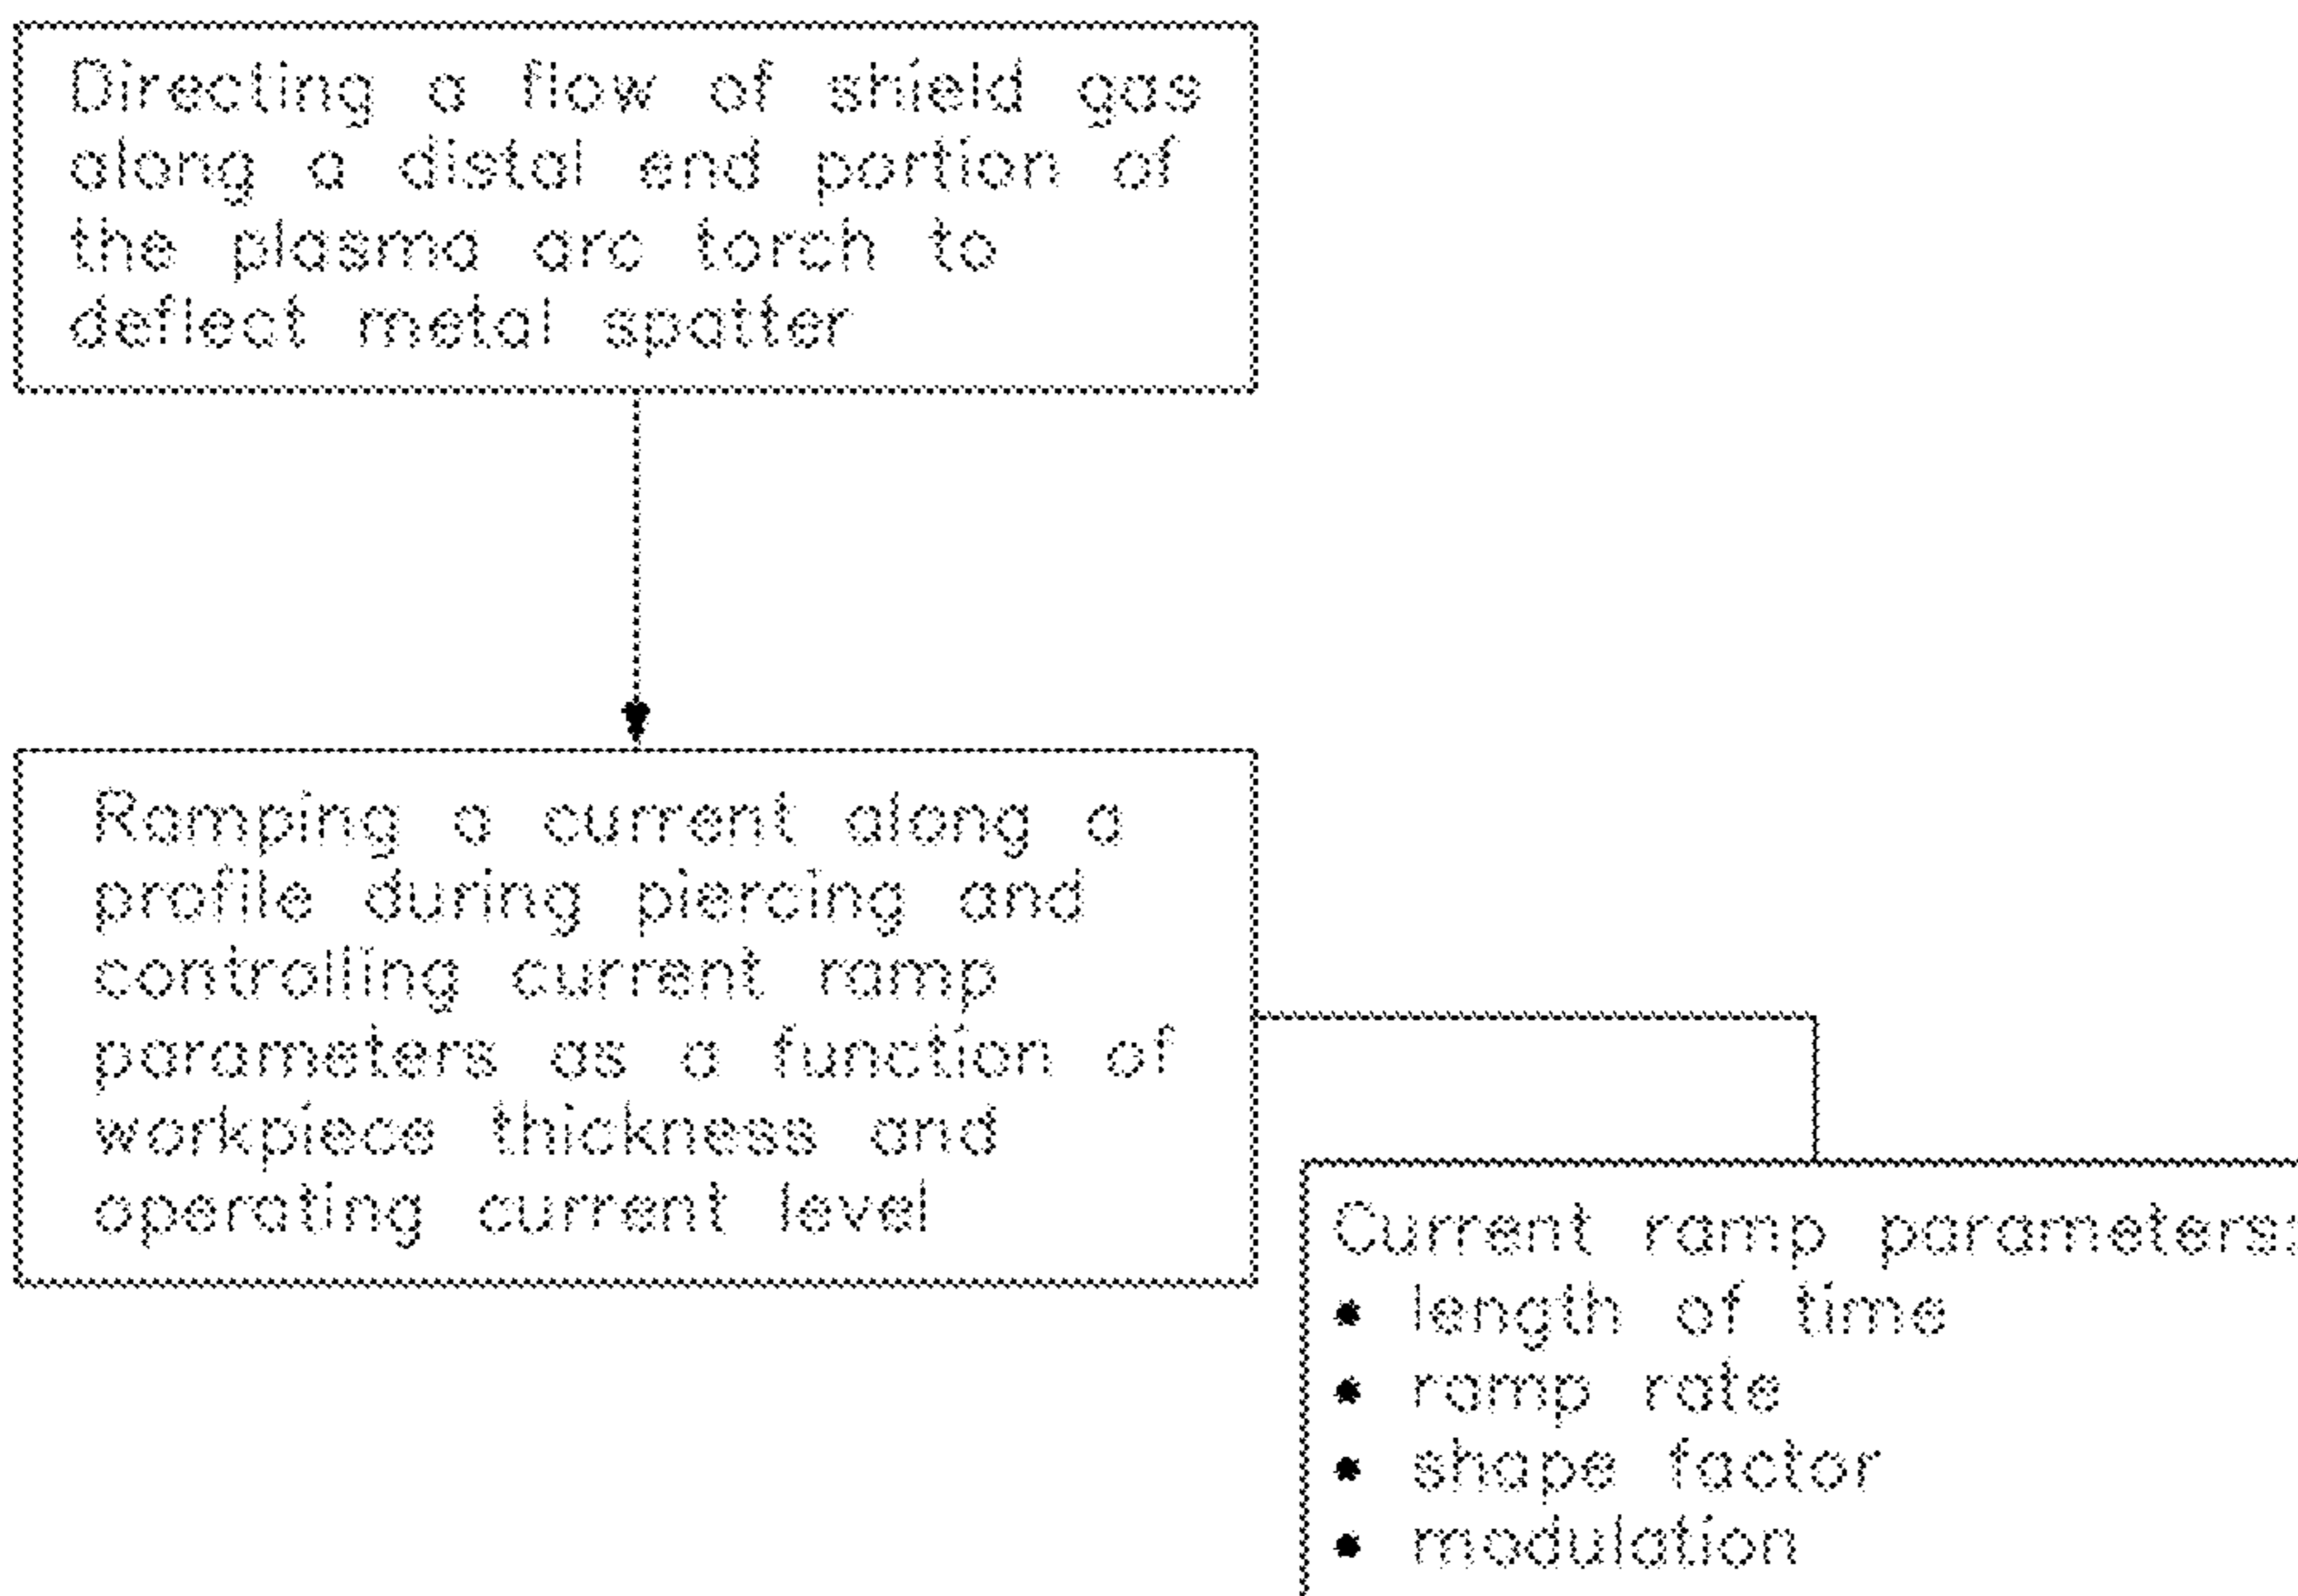 Directing a flow of shield gas
along a distal end portion of
the plasma arc torch to
deflect metal spatter
Ramping a current along a
profile during piercing and
controlling current ramp
parameters as a function of
workpiece thickness and
operating current level
Current ramp parameters:
• length of time
• ramp rate
• shape factor
• modulation